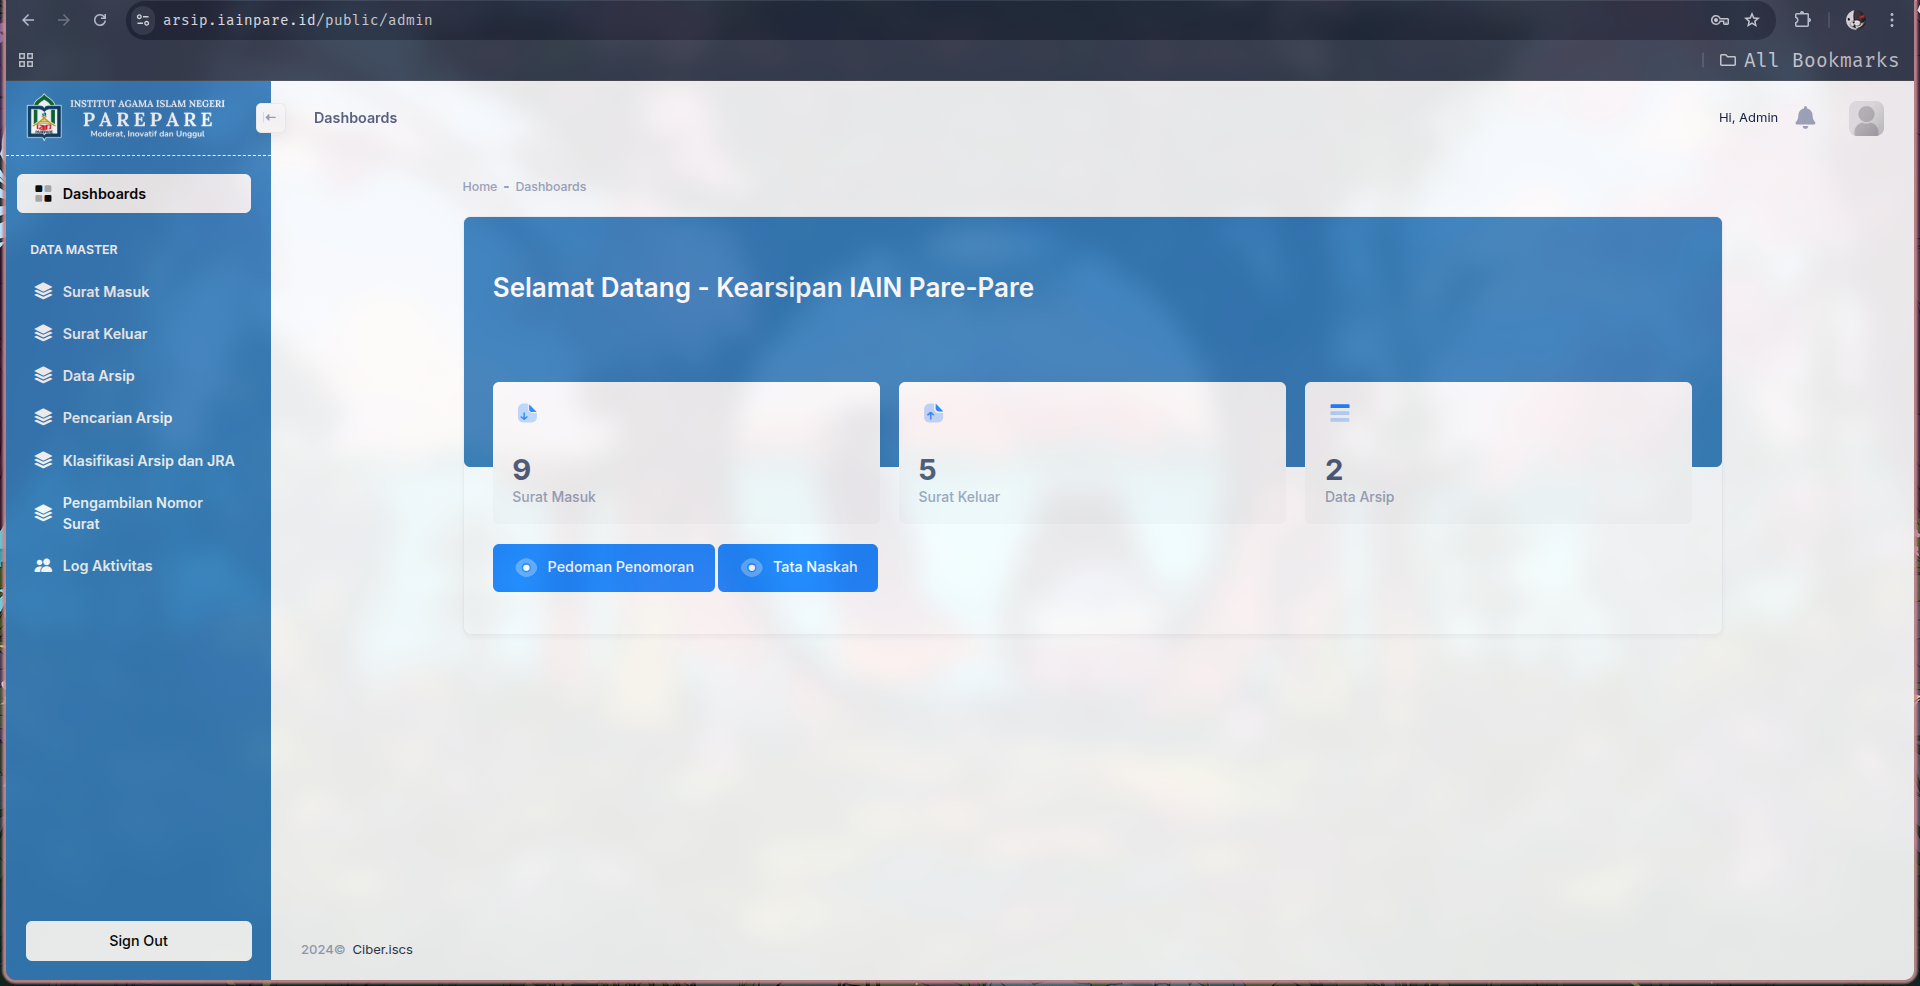 arsip.iainpare.id/public/admin
All Bookmarks
INSTITUT AGAMA ISLAM NEGERI
PAREPARE
Moderat, Inovatif dan Unggul
Dashboards
Hi, Admin
Home - Dashboards
Dashboards
DATA MASTER
Surat Masuk
Surat Keluar
Data Arsip
Pencarian Arsip
Klasifikasi Arsip dan JRA
Pengambilan Nomor
Surat
Log Aktivitas
Sign Out
Selamat Datang - Kearsipan IAIN Pare-Pare
9
Surat Masuk
5
Surat Keluar
2
Data Arsip
Pedoman Penomoran
Tata Naskah
2024© Ciber.iscs